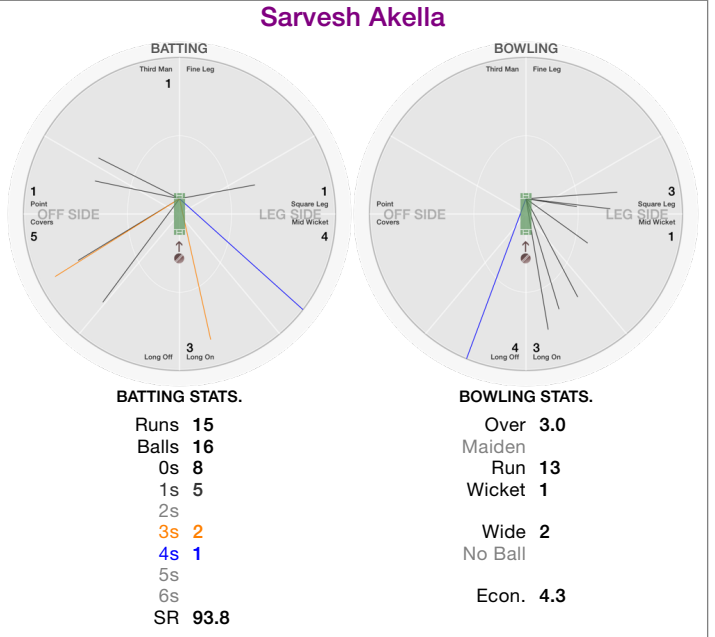 Sarvesh Akella
BATTING
Third Man Fine Leg
1
1 1
Point Square Leg
OFF SIDE LEG SIDE
Covers Mid Wicket
5 4
3
Long Off Long On
BOWLING
Third Man Fine Leg
3
Point Square Leg
OFF SIDE LEG SIDE
Covers Mid Wicket
1
4 3
Long Off Long On
BATTING STATS.
Runs 15
Balls 16
0s 8
1s 5
2s
3s 2
4s 1
5s
6s
SR 93.8
BOWLING STATS.
Over 3.0
Maiden
Run 13
Wicket 1
Wide 2
No Ball
Econ. 4.3